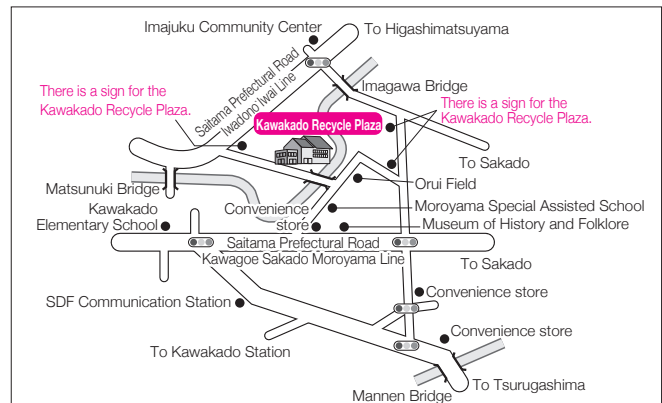 Imajuku Community Center
To Higashimatsuyama
Saitama Prefectural Road
Iwadono Iwai Line
There is a sign for the
Kawakado Recycle Plaza.
Imagawa Bridge
There is a sign for the
Kawakado Recycle Plaza.
Kawakado Recycle Plaza
To Sakado
Matsunuki Bridge
Orui Field
Kawakado
Elementary School
Convenience
store
Moroyama Special Assisted School
Museum of History and Folklore
Saitama Prefectural Road
Kawagoe Sakado Moroyama Line
To Sakado
SDF Communication Station
Convenience store
Convenience store
To Kawakado Station
Mannen Bridge
To Tsurugashima